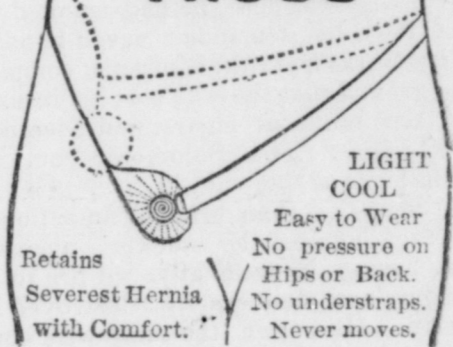 LIGHT
COOL
Easy to Wear
No pressure on
Hips or Back.
No understraps.
Never moves.
Retains
Severest Hernia
with Comfort.